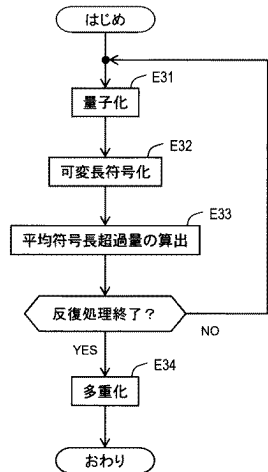 はじめ
E31
量子化
E32
可変長符号化
E33
平均符号長超過量の算出
反復処理終了？
NO
YES
E34
多重化
おわり